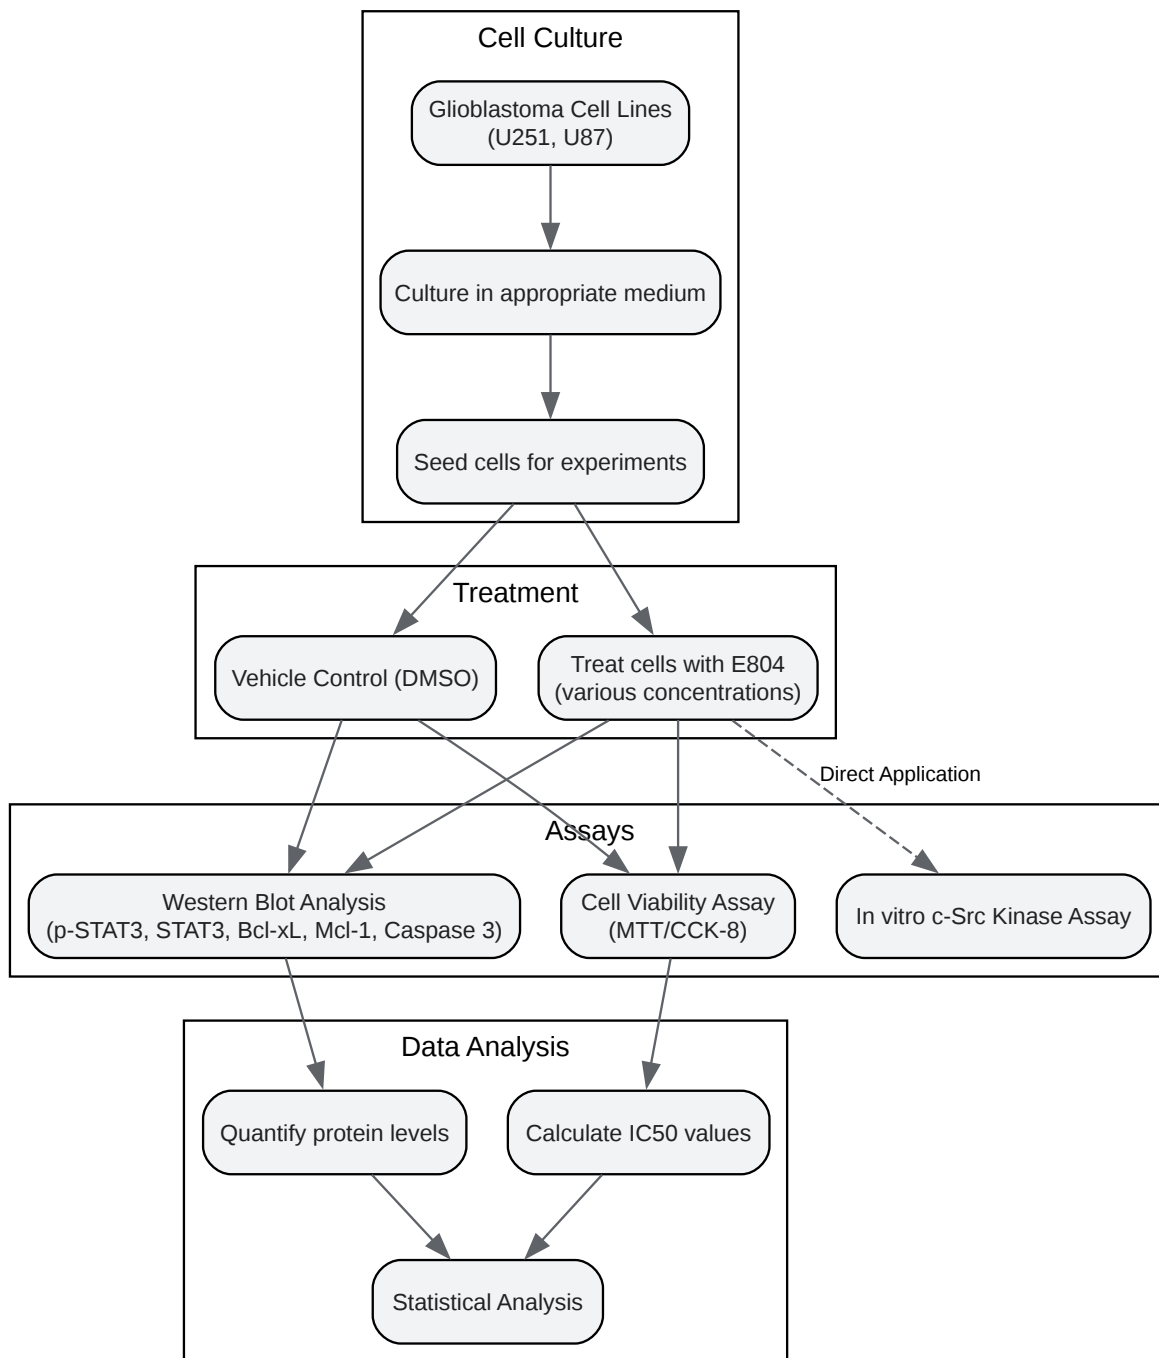 Cell Culture
Glioblastoma Cell Lines
(U251, U87)
Culture in appropriate medium
Seed cells for experiments
Treatment
Vehicle Control (DMSO)
Treat cells with E804
(various concentrations)
Direct Application
Assays
Western Blot Analysis
(p-STAT3, STAT3, Bcl-xL, Mcl-1, Caspase 3)
Cell Viability Assay
(MTT/CCK-8)
In vitro c-Src Kinase Assay
Data Analysis
Quantify protein levels
Calculate IC50 values
Statistical Analysis